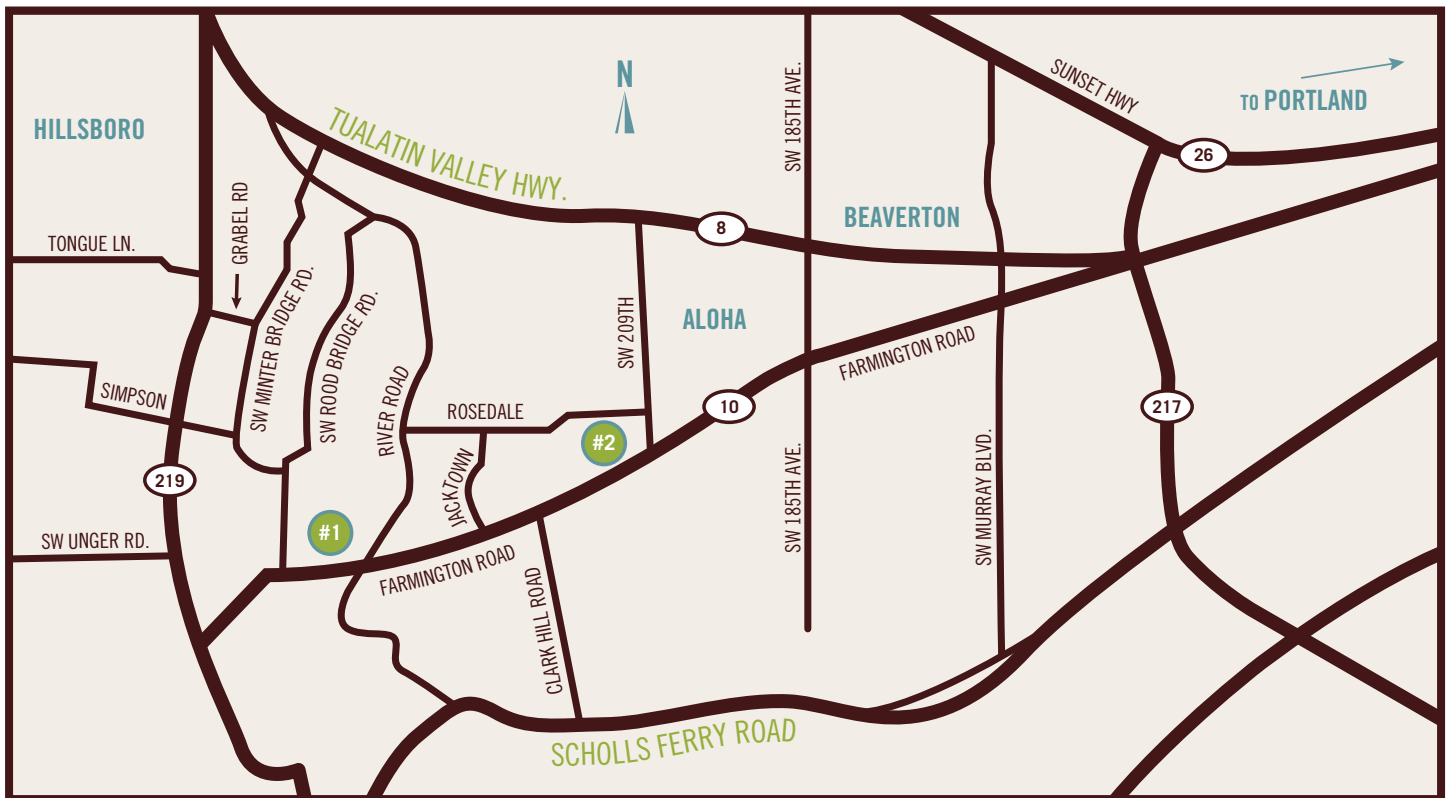 SUNSET HWY
N
TO PORTLAND
HILLSBORO
TUALATIN VALLEY HWY.
SW 185TH AVE.
26
GRABEL RD
BEAVERTON
8
TONGUE LN.
SW MINTER BRIDGE RD.
SW ROOD BRIDGE RD.
SW 209TH
ALOHA
FARMINGTON ROAD
SIMPSON
RIVER ROAD
ROSEDALE
10
217
#2
219
JACKTOWN
SW 185TH AVE.
SW MURRAY BLVD.
#1
SW UNGER RD.
FARMINGTON ROAD
CLARK HILL ROAD
SCHOLLS FERRY ROAD